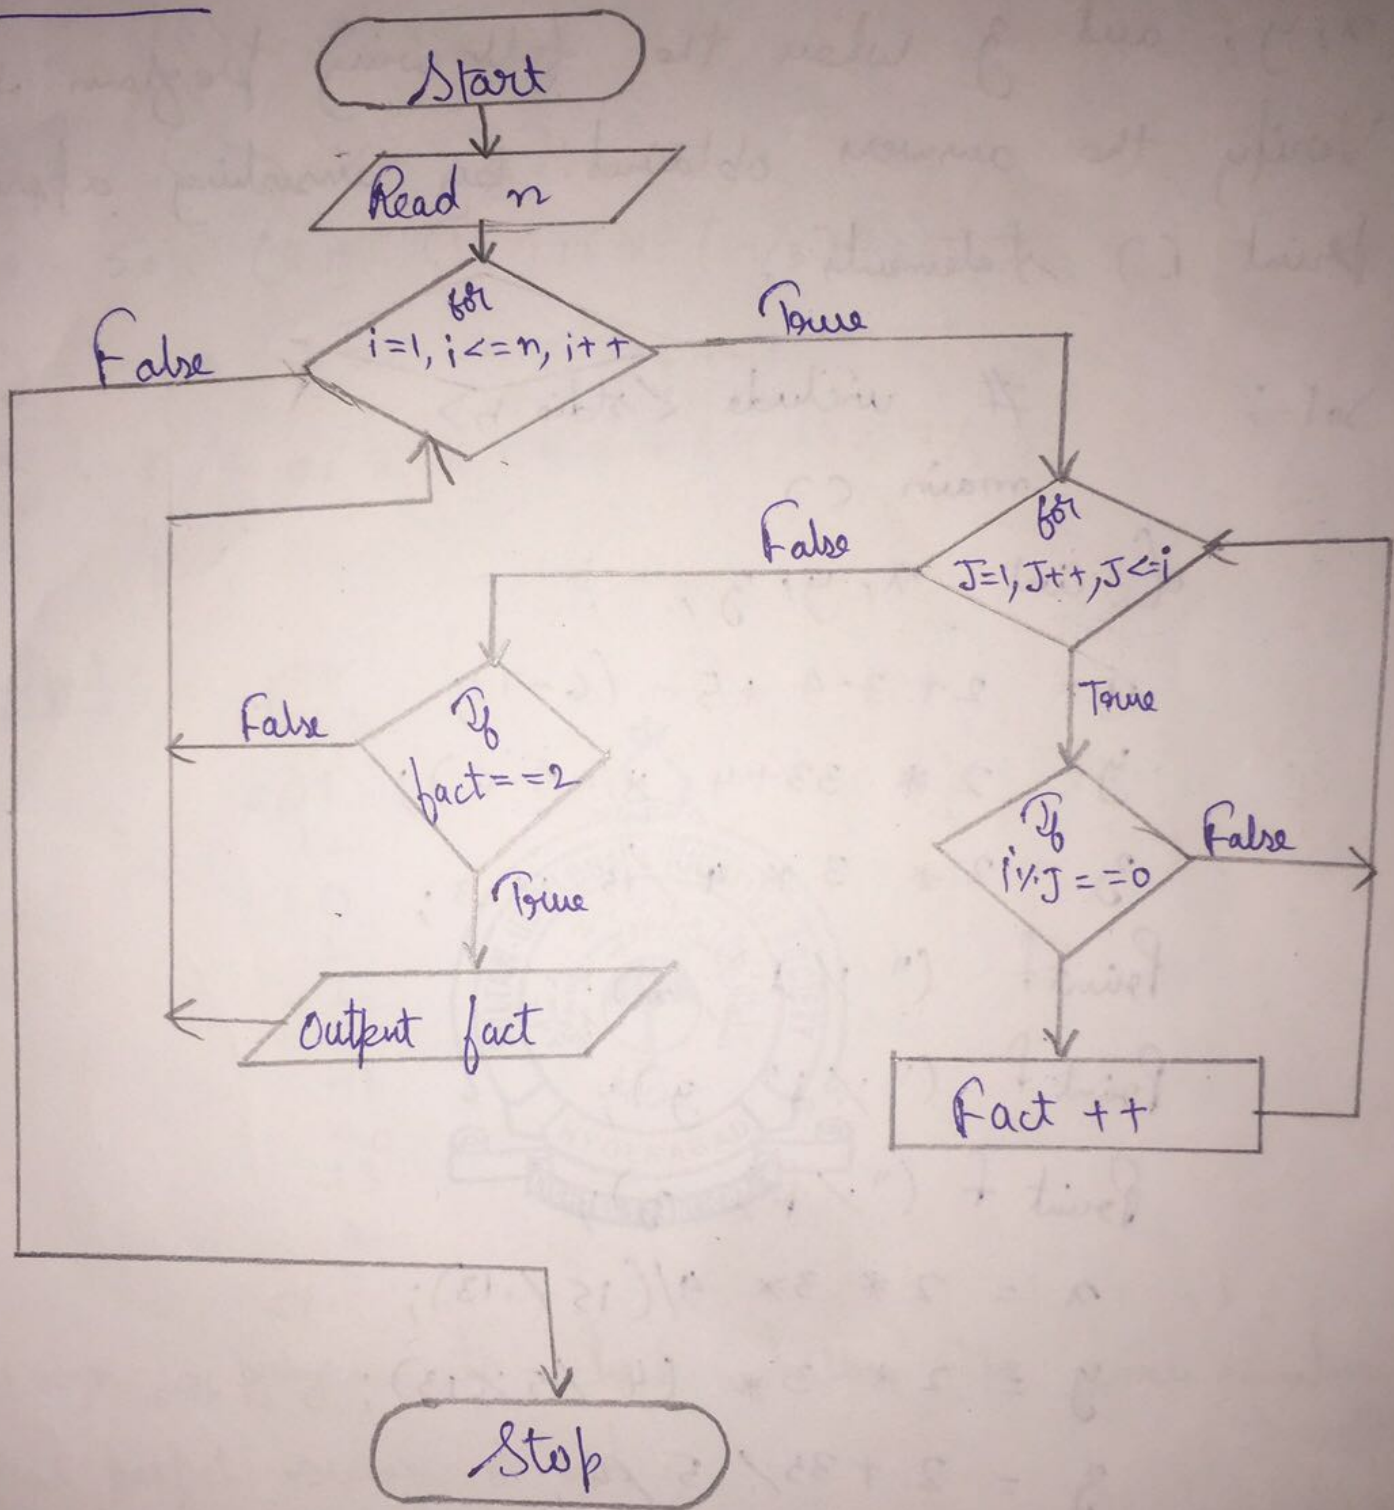 Start
Read n
for
i=1, i<=n, i++
True
False
for
J=1, J++, J<=i
False
True
If
fact==2
False
If
i%J==0
False
True
Output fact
Fact ++
Stop